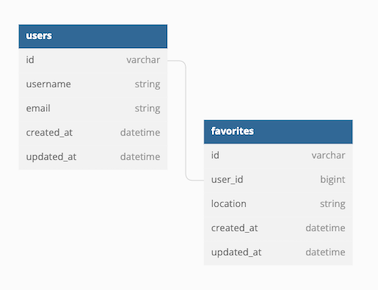 users
id varchar
username string
email string
created_at datetime
updated_at datetime
favorites
id varchar
user_id bigint
location string
created_at datetime
updated_at datetime